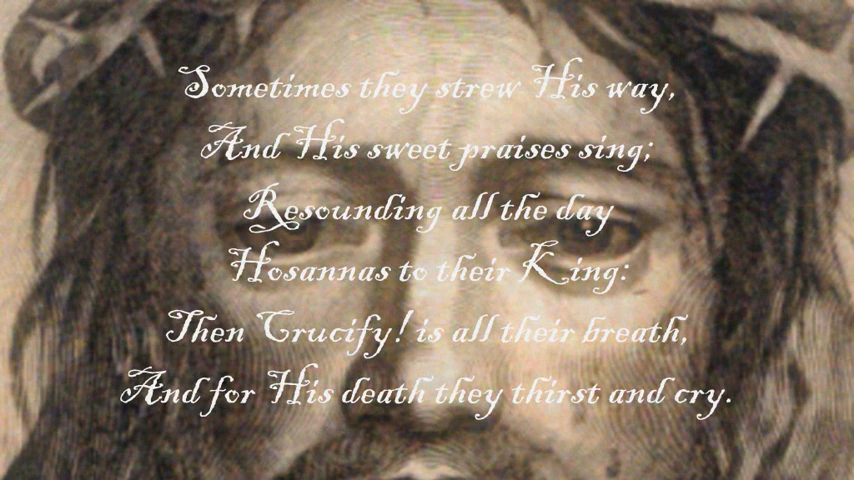 Sometimes they strew His way,
And His sweet praises sing;
Resounding all the day
Hosannas to their King:
Then Crucify! is all their breath,
And for His death they thirst and cry.